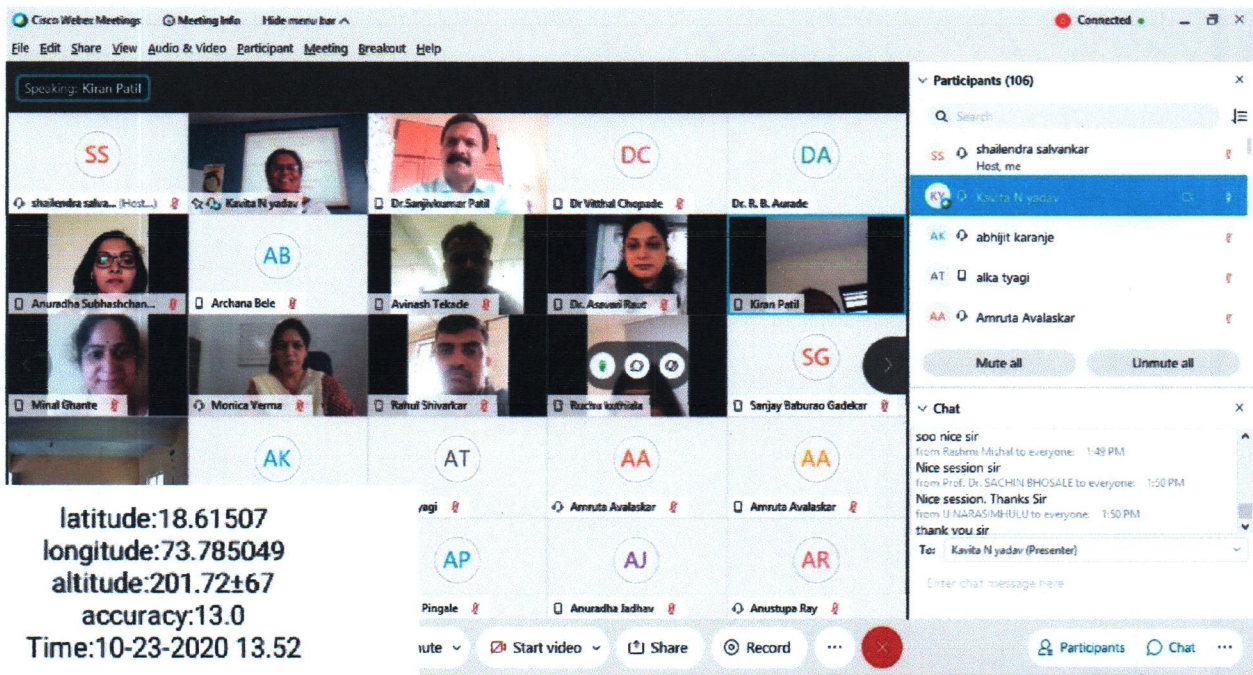 Cisco Webex Meetings Meeting Info Hide menu bar
Connected
File Edit Share View Audio & Video Participant Meeting Breakout Help
Speaking: Kiran Patil
SS
shailendra salva... (Host...)
Kavita N yadav
Dr.Sanjivkumar Patil
DC
Dr Vitthal Chopade
DA
Dr. R. B. Aurade
Anuradha Subhashchan...
AB
Archana Bele
Avinash Tekade
Dr. Asavari Raut
Kiran Patil
Minal Ghante
Monica Verma
Rahul Shivarkar
Ruchu kuthiala
SG
Sanjay Baburao Gadekar
AK
AT
yagi
AA
Amruta Avalaskar
AA
Amruta Avalaskar
AP
Pingale
AJ
Anuradha Jadhav
AR
Anustupa Ray
latitude:18.61507
longitude:73.785049
altitude:201.72±67
accuracy:13.0
Time:10-23-2020 13.52
ute
Start video
Share
Record
Participants (106)
Search
SS shailendra salvankar
Host, me
KY Kavita N yadav
AK abhijit karanje
AT alka tyagi
AA Amruta Avalaskar
Mute all Unmute all
Chat
soo nice sir
from Rashmi Mishal to everyone: 1:49 PM
Nice session sir
from Prof. Dr. SACHIN BHOSALE to everyone: 1:50 PM
Nice session. Thanks Sir
from U NARASIMHULU to everyone: 1:50 PM
thank you sir
To: Kavita N yadav (Presenter)
Enter chat message here
Participants Chat